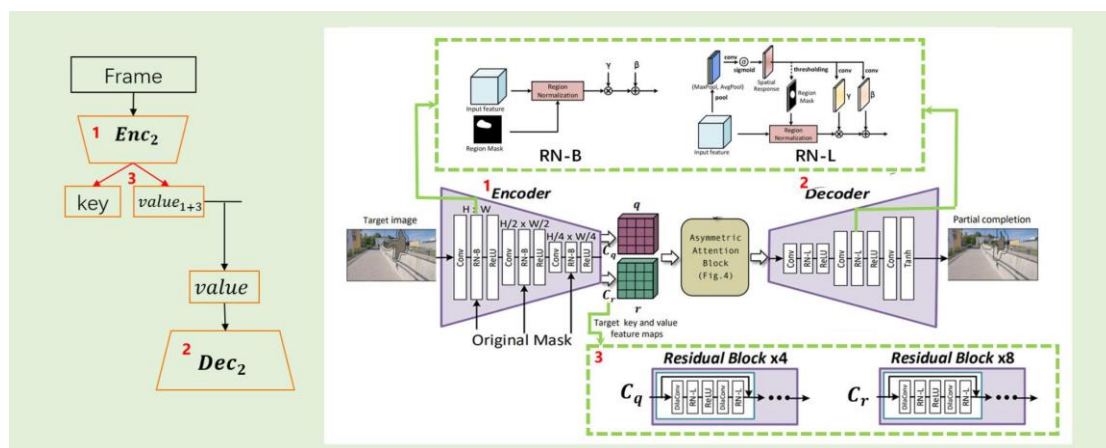 Frame
1
Enc₂
3
key
value₁₊₃
value
2
Dec₂
Input feature
Region Mask
Region Normalization
γ
β
RN-B
(MaxPool, AvgPool)
pool
conv
sigmoid
Spatial Response
thresholding
Region Mask
conv
conv
γ
β
Input feature
Region Normalization
RN-L
1
Encoder
2
Decoder
Target image
H x W
Conv
RN-B
ReLU
H/2 x W/2
Conv
RN-B
ReLU
H/4 x W/4
Conv
RN-B
ReLU
Original Mask
q
C_q
C_r
r
Target key and value feature maps
Asymmetric
Attention
Block
(Fig.4)
Conv
RN-L
ReLU
Conv
RN-L
ReLU
Conv
Tanh
Partial completion
3
Residual Block x4
C_q
DilaConv
RN-L
ReLU
DilaConv
RN-L
Residual Block x8
C_r
DilaConv
RN-L
ReLU
DilaConv
RN-L